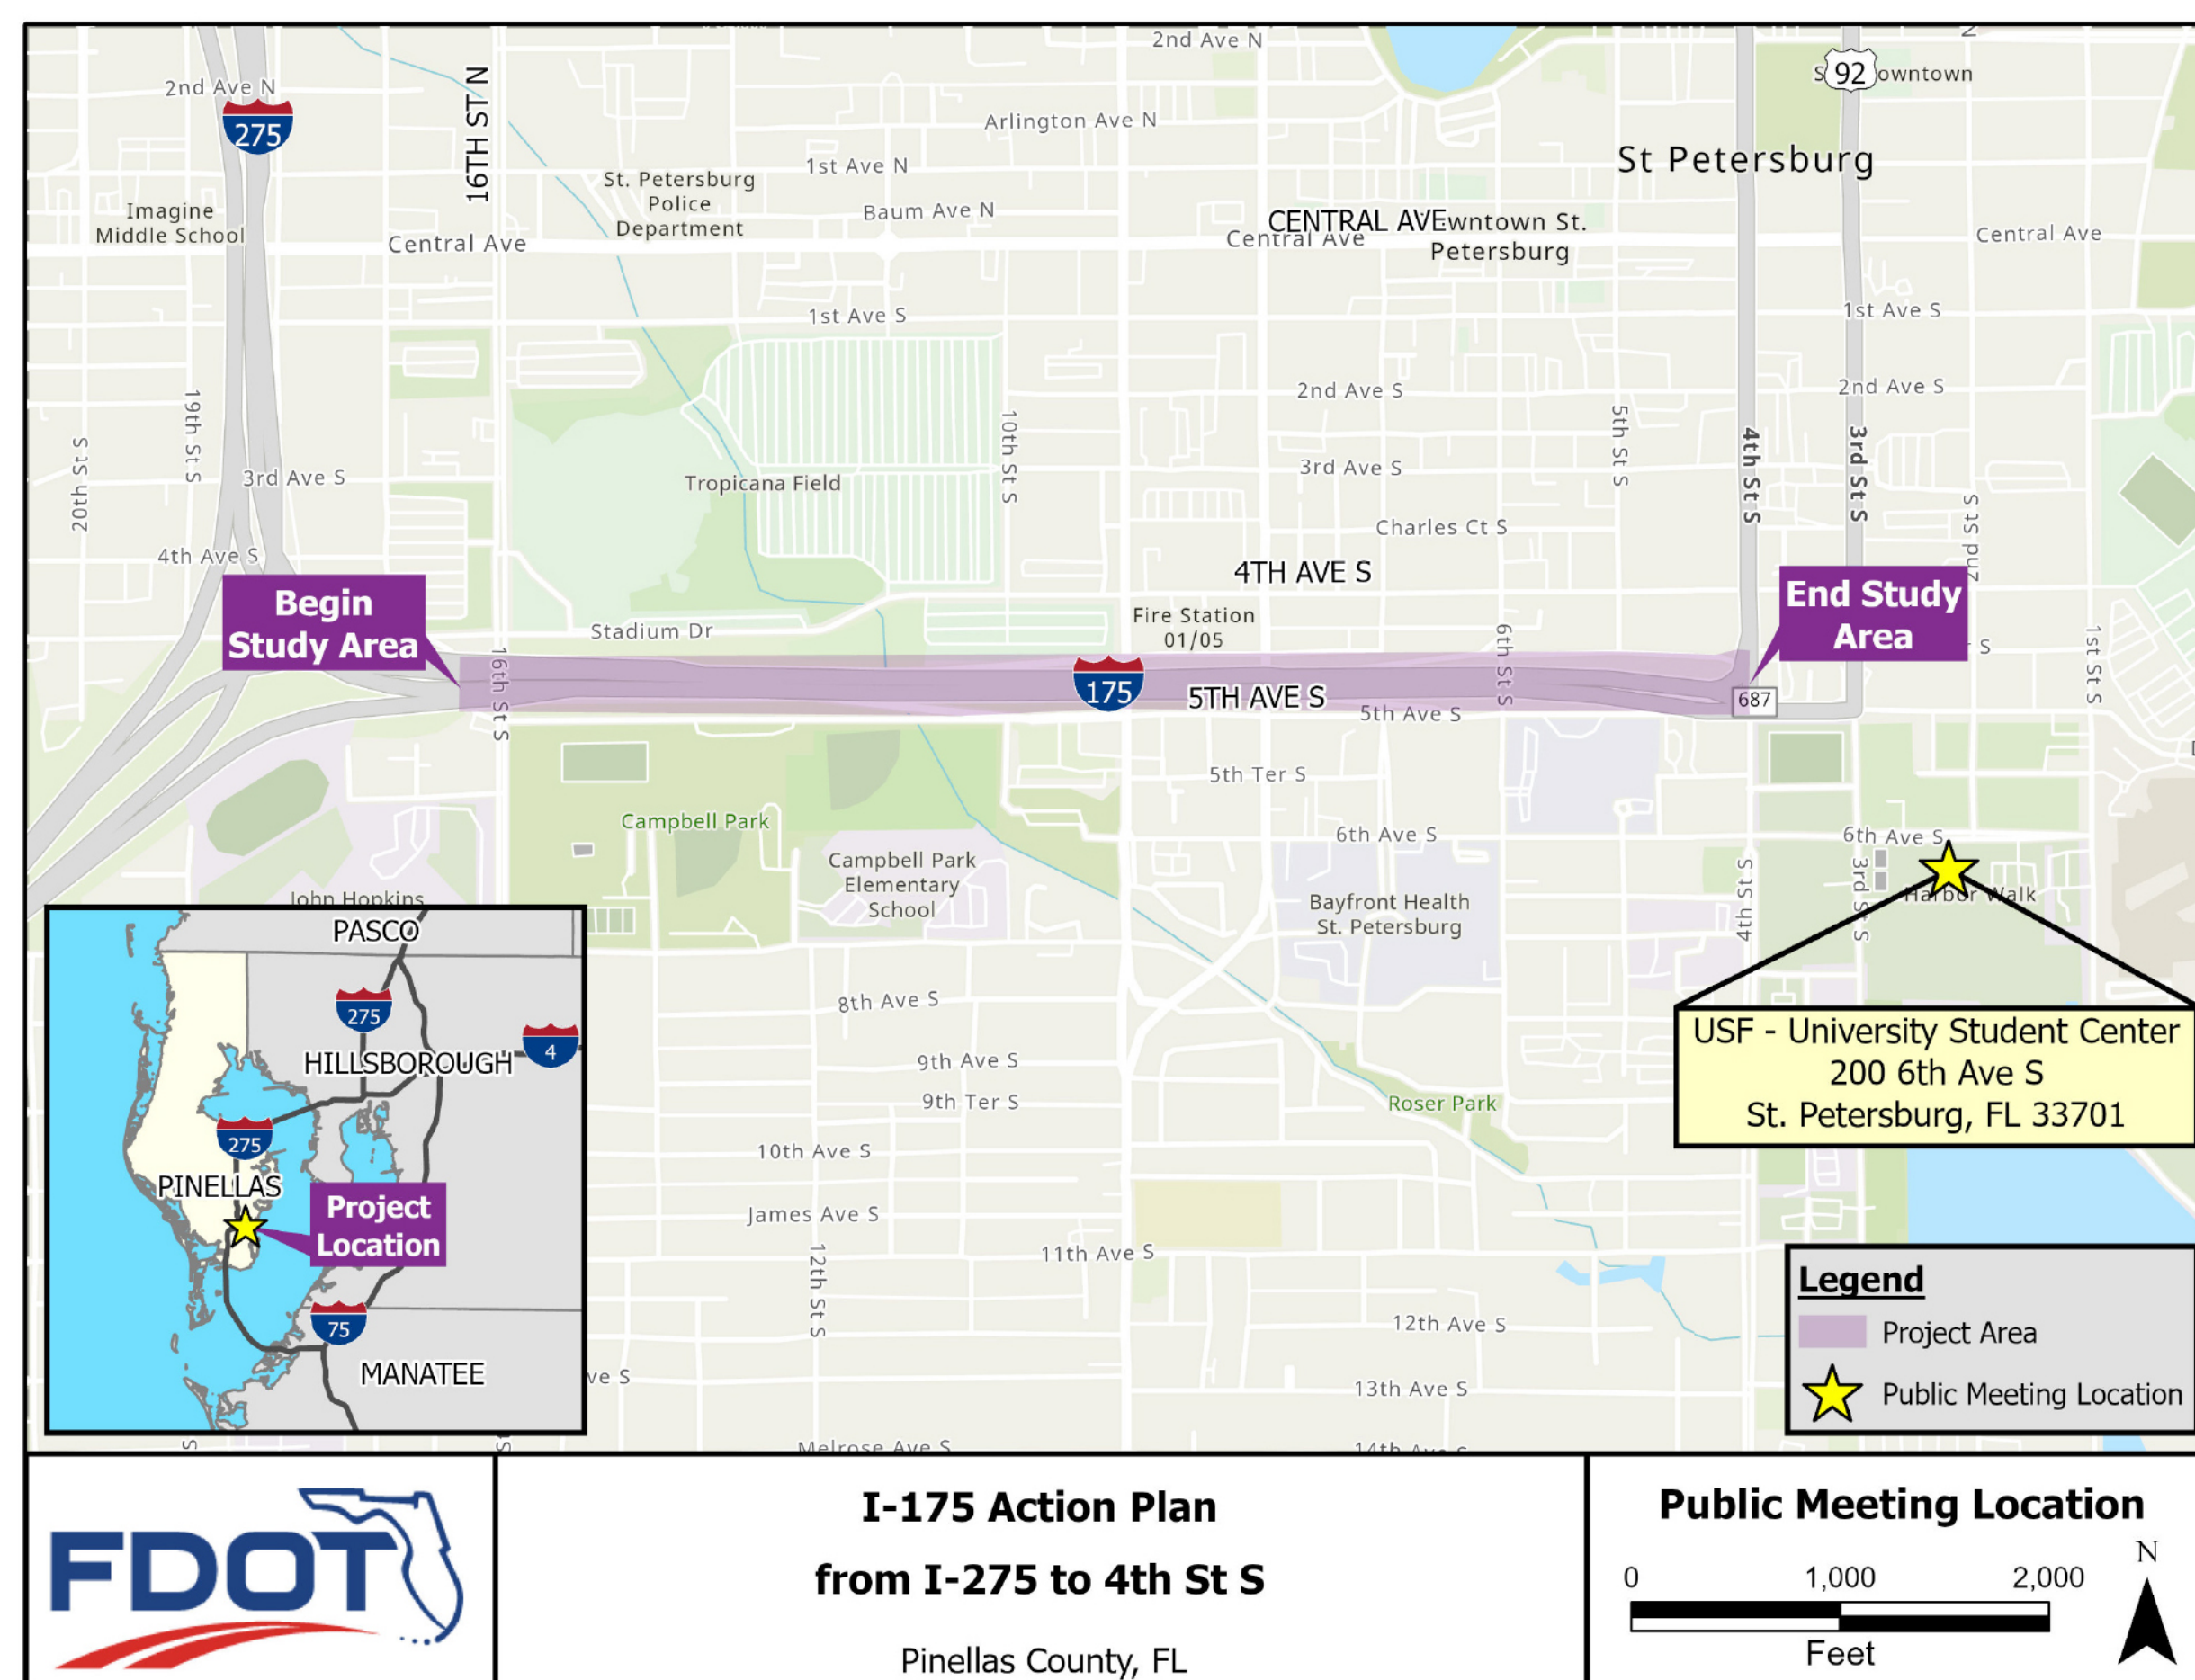 2nd Ave N
92
owntown
2nd Ave N
275
16TH ST N
Arlington Ave N
St Petersburg
1st Ave N
St. Petersburg
Police
Department
Imagine
Middle School
Baum Ave N
CENTRAL AVE
wntown St.
Petersburg
Central Ave
Central Ave
Central Ave
1st Ave S
1st Ave S
2nd Ave S
2nd Ave S
19th St S
20th St S
10th St S
5th St S
4th St S
3rd St S
2nd St S
3rd Ave S
3rd Ave S
Tropicana Field
Charles Ct S
4th Ave S
4TH AVE S
Begin
Study Area
End Study
Area
Fire Station
01/05
Stadium Dr
16th St S
6th St S
S
1st St S
175
5TH AVE S
5th Ave S
687
5th Ter S
Campbell Park
6th Ave S
6th Ave S
Campbell Park
Elementary
School
John Hopkins
Bayfront Health
St. Petersburg
4th St S
3rd St S
Harbor Walk
USF - University Student Center
200 6th Ave S
St. Petersburg, FL 33701
8th Ave S
9th Ave S
9th Ter S
Roser Park
10th Ave S
James Ave S
11th Ave S
12th St S
12th Ave S
ve S
13th Ave S
Melrose Ave S
14th Ave S
PASCO
275
4
HILLSBOROUGH
275
PINELLAS
Project
Location
75
MANATEE
Legend
Project Area
Public Meeting Location
FDOT
I-175 Action Plan
from I-275 to 4th St S
Pinellas County, FL
Public Meeting Location
N
0 1,000 2,000
Feet